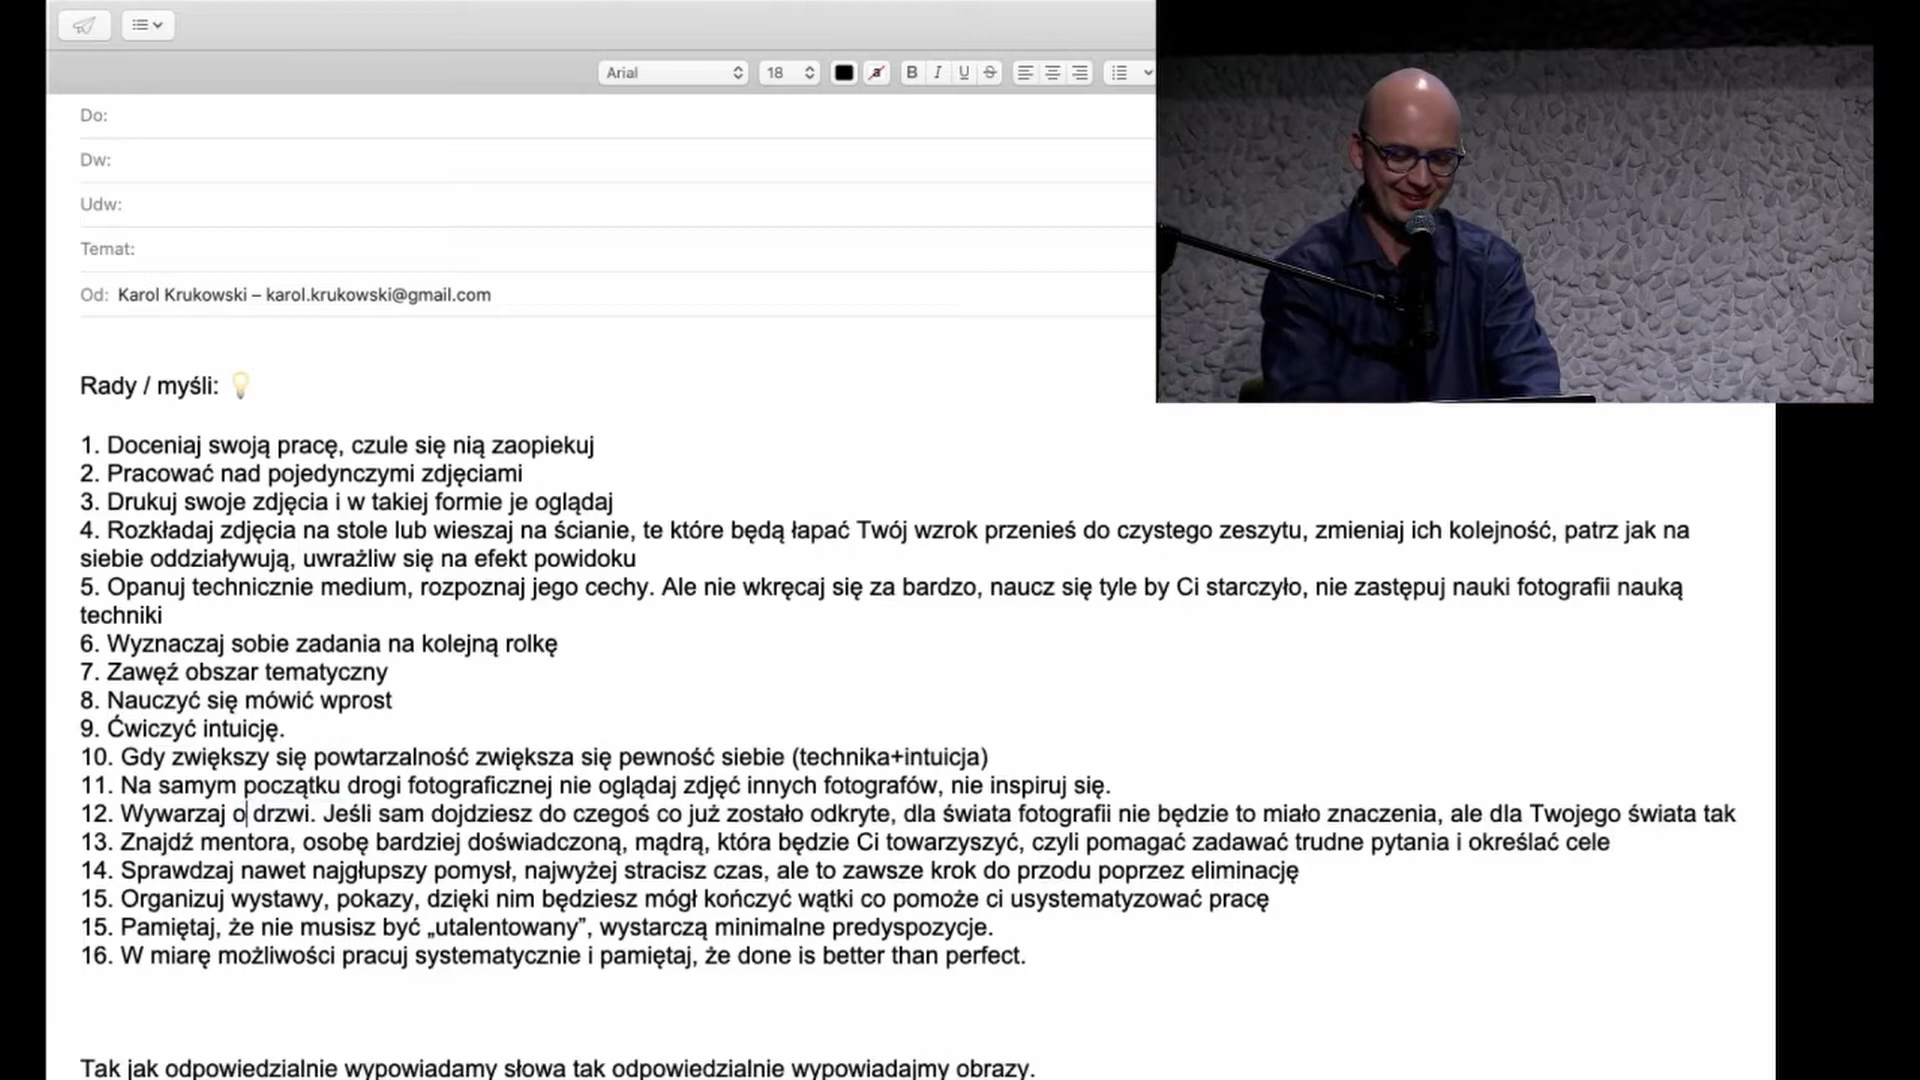 Arial
18
B I U S
Do:
Dw:
Udw:
Temat:
Od: Karol Krukowski – karol.krukowski@gmail.com
Rady / myśli: 💡
1. Doceniaj swoją pracę, czule się nią zaopiekuj
2. Pracować nad pojedynczymi zdjęciami
3. Drukuj swoje zdjęcia i w takiej formie je oglądaj
4. Rozkładaj zdjęcia na stole lub wieszaj na ścianie, te które będą łapać Twój wzrok przenieś do czystego zeszytu, zmieniaj ich kolejność, patrz jak na
siebie oddziaływują, uwrażliw się na efekt powidoku
5. Opanuj technicznie medium, rozpoznaj jego cechy. Ale nie wkręcaj się za bardzo, naucz się tyle by Ci starczyło, nie zastępuj nauki fotografii nauką
techniki
6. Wyznaczaj sobie zadania na kolejną rolkę
7. Zawęź obszar tematyczny
8. Nauczyć się mówić wprost
9. Ćwiczyć intuicję.
10. Gdy zwiększy się powtarzalność zwiększa się pewność siebie (technika+intuicja)
11. Na samym początku drogi fotograficznej nie oglądaj zdjęć innych fotografów, nie inspiruj się.
12. Wywarzaj o drzwi. Jeśli sam dojdziesz do czegoś co już zostało odkryte, dla świata fotografii nie będzie to miało znaczenia, ale dla Twojego świata tak
13. Znajdź mentora, osobę bardziej doświadczoną, mądrą, która będzie Ci towarzyszyć, czyli pomagać zadawać trudne pytania i określać cele
14. Sprawdzaj nawet najgłupszy pomysł, najwyżej stracisz czas, ale to zawsze krok do przodu poprzez eliminację
15. Organizuj wystawy, pokazy, dzięki nim będziesz mógł kończyć wątki co pomoże ci usystematyzować pracę
15. Pamiętaj, że nie musisz być „utalentowany”, wystarczą minimalne predyspozycje.
16. W miarę możliwości pracuj systematycznie i pamiętaj, że done is better than perfect.
Tak jak odpowiedzialnie wypowiadamy słowa tak odpowiedzialnie wypowiadajmy obrazy.